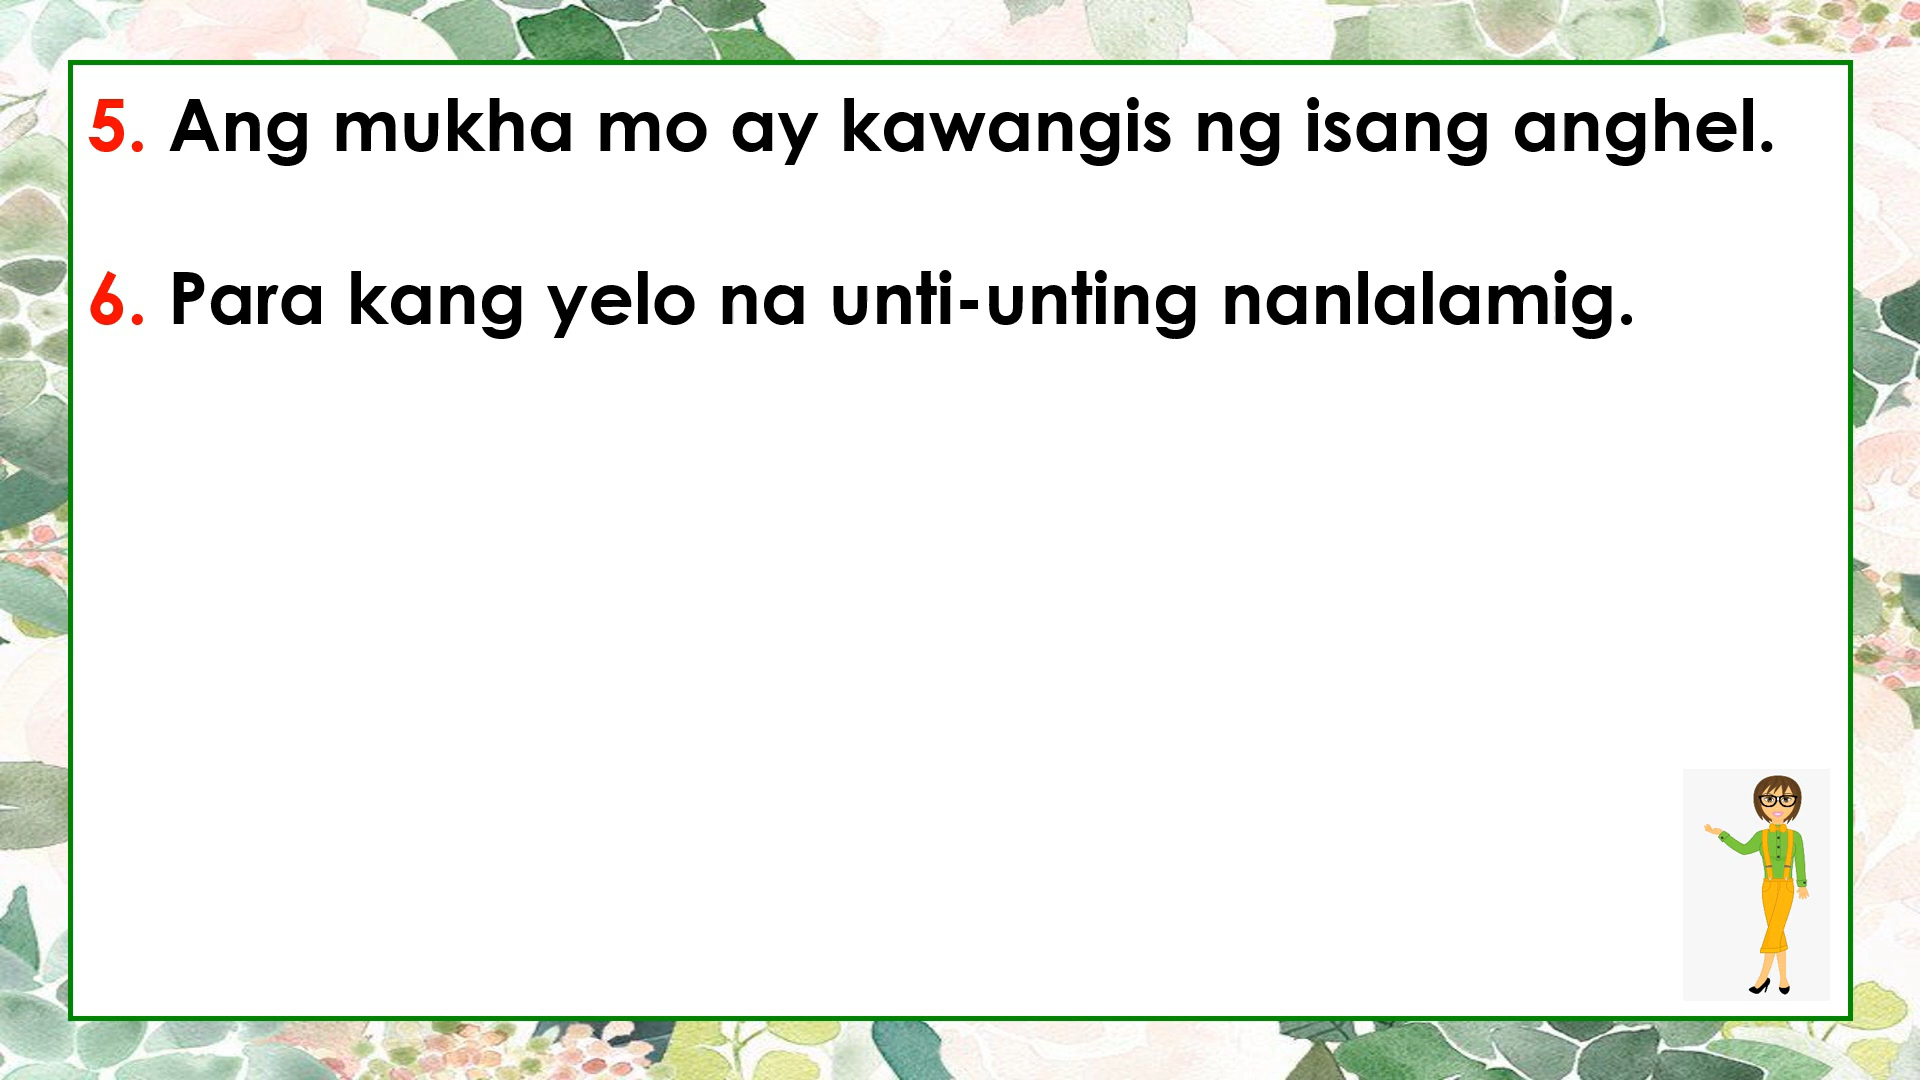 5. Ang mukha mo ay kawangis ng isang anghel.
6. Para kang yelo na unti-unting nanlalamig.